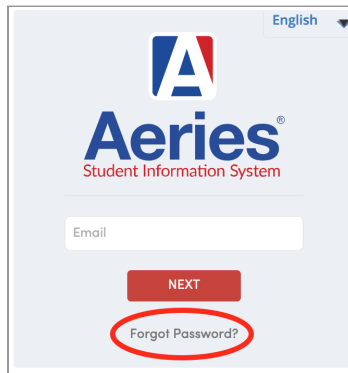 English
A
Aeries®
Student Information System
Email
NEXT
Forgot Password?